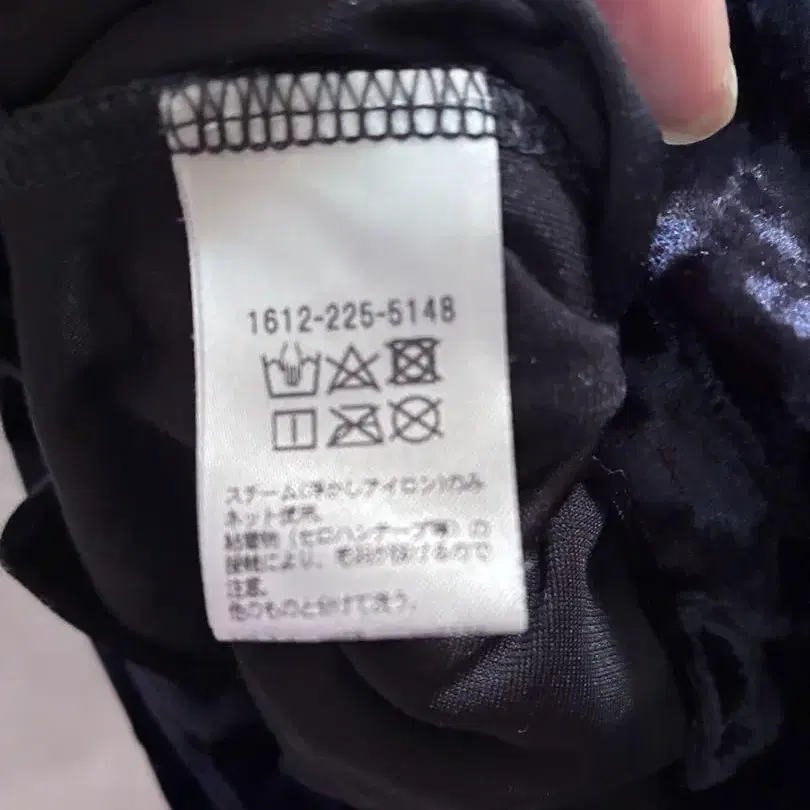 1612-225-5148
スチーム(浮かしアイロン)のみ
ネット使用。
粘着物(セロハンテープ等)の
接触により、毛羽が抜けるので
注意。
他のものと分けて洗う。